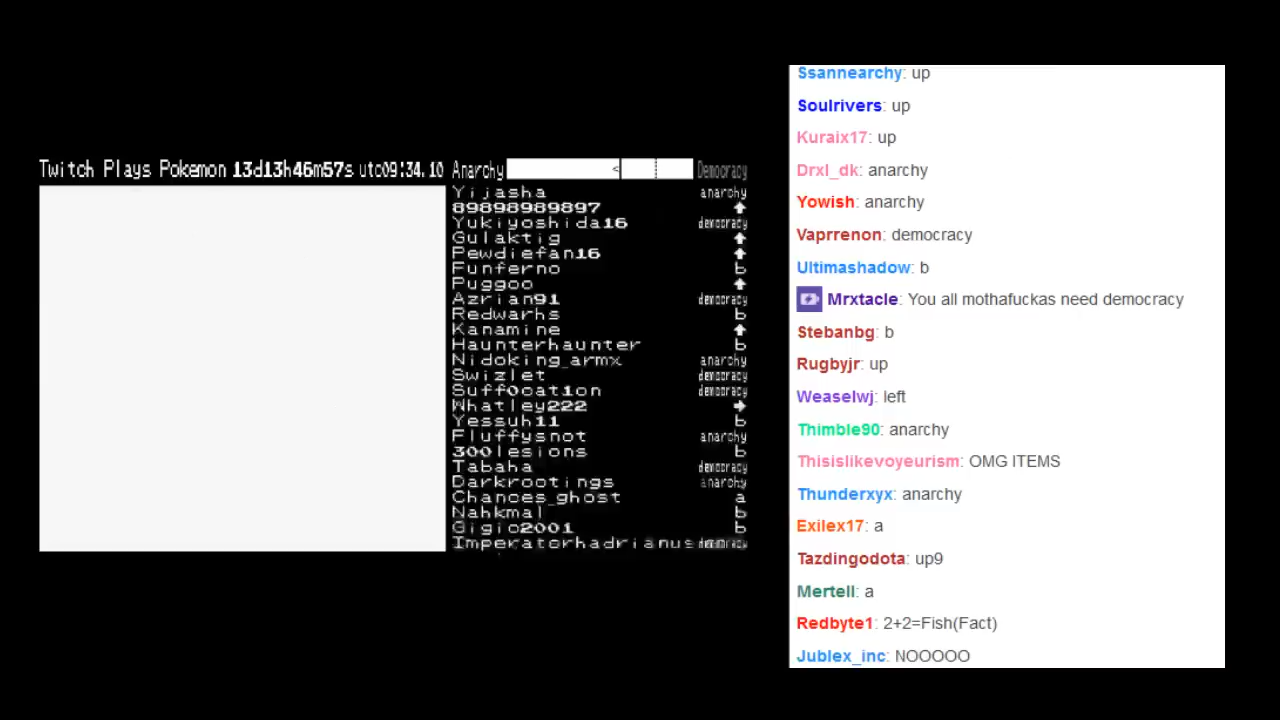 Twitch Plays Pokemon 13d13h46m57s utc09:34.10
Anarchy < Democracy
Yijasha anarchy
89898989897 ⬆
Yukiyoshida16 democracy
Gulaktig ⬆
Pewdiefan16 ⬆
Funferno b
Puggoo ⬆
Azrian91 democracy
Redwarhs b
Kanamine ⬆
Haunterhaunter b
Nidoking_armx anarchy
Swizlet democracy
Suff0cat1on democracy
Whatley222 ➡
Yessuh11 b
Fluffysnot anarchy
300lesions b
Tabaha democracy
Darkrootings anarchy
Chances_ghost a
Nahkmal b
Gigio2001 b
Imperatorhadrianus democracy
Ssannearchy: up
Soulrivers: up
Kuraix17: up
Drxl_dk: anarchy
Yowish: anarchy
Vaprrenon: democracy
Ultimashadow: b
Mrxtacle: You all mothafuckas need democracy
Stebanbg: b
Rugbyjr: up
Weaselwj: left
Thimble90: anarchy
Thisislikevoyeurism: OMG ITEMS
Thunderxyx: anarchy
Exilex17: a
Tazdingodota: up9
Mertell: a
Redbyte1: 2+2=Fish(Fact)
Jublex_inc: NOOOOO